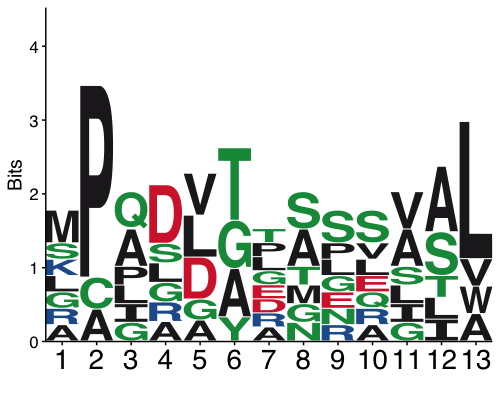 Bits
4
3
2
1
0
M S K L G R A
P C A
Q A P L I G
D S L G R A
V L D G A
T G A Y
T P L G E D R A
S A T M G N
S P L G E N R
S V L E Q R A
V A S L I G
A S T L I
L V W A
1 2 3 4 5 6 7 8 9 10 11 12 13